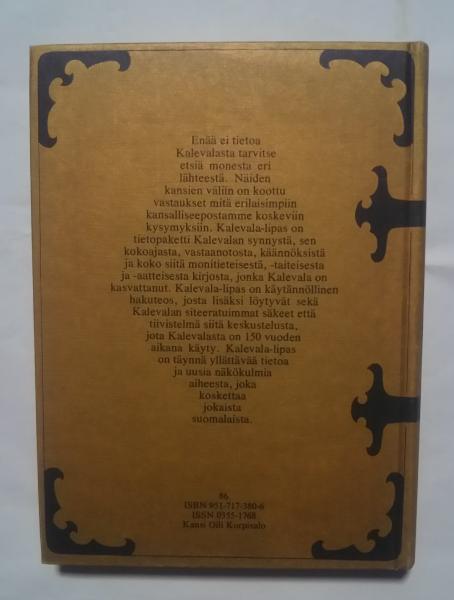 Enää ei tietoa
Kalevalasta tarvitse
etsiä monesta eri
lähteestä. Näiden
kansien väliin on koottu
vastaukset mitä erilaisimpiin
kansalliseepostamme koskeviin
kysymyksiin. Kalevala-lipas on
tietopaketti Kalevalan synnystä, sen
kokoajasta, vastaanotosta, käännöksistä
ja koko siitä monitieteisestä, -taiteisesta
ja -aatteisesta kirjosta, jonka Kalevala on
kasvattanut. Kalevala-lipas on käytännöllinen
hakuteos, josta lisäksi löytyvät sekä
Kalevalan siteeratuimmat säkeet että
tiivistelmä siitä keskustelusta,
jota Kalevalasta on 150 vuoden
aikana käyty. Kalevala-lipas
on täynnä yllättävää tietoa
ja uusia näkökulmia
aiheesta, joka
koskettaa
jokaista
suomalaista.
86
ISBN 951-717-380-6
ISSN 0355-1768
Kansi Olli Korpisalo